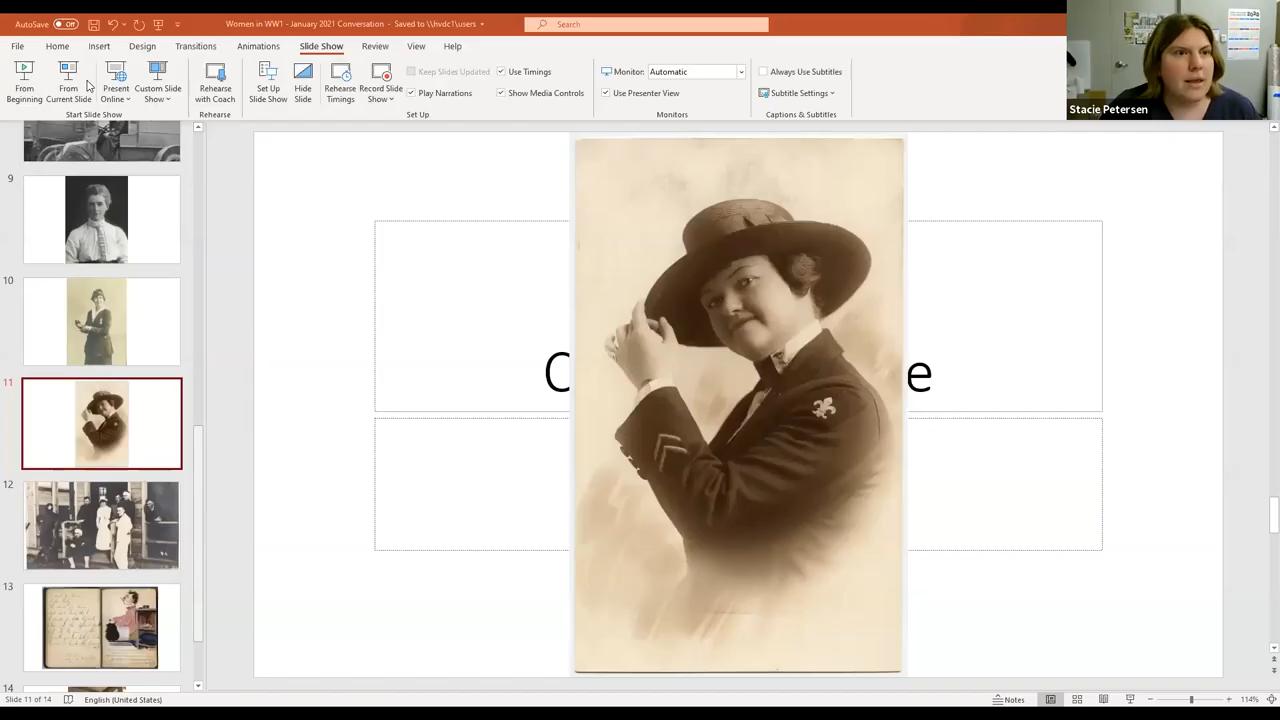 AutoSave Off
Women in WW1 - January 2021 Conversation - Saved to \\hvdc1\users
Search
File Home Insert Design Transitions Animations Slide Show Review View Help
From Beginning
From Current Slide
Present Online
Custom Slide Show
Start Slide Show
Rehearse with Coach
Rehearse
Set Up Slide Show
Hide Slide
Rehearse Timings
Record Slide Show
Keep Slides Updated
Play Narrations
Use Timings
Show Media Controls
Set Up
Monitor: Automatic
Use Presenter View
Monitors
Always Use Subtitles
Subtitle Settings
Captions & Subtitles
Stacie Petersen
9
10
11
12
13
14
C
e
Slide 11 of 14
English (United States)
Notes
114%